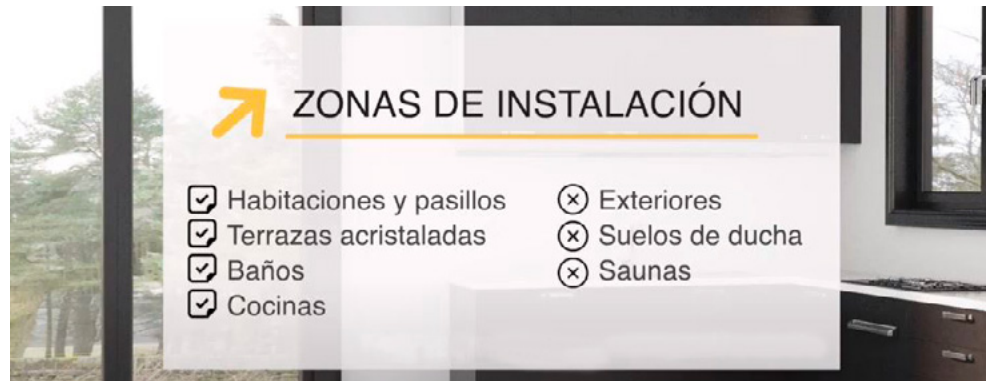 ZONAS DE INSTALACIÓN
Habitaciones y pasillos
Terrazas acristaladas
Baños
Cocinas
Exteriores
Suelos de ducha
Saunas